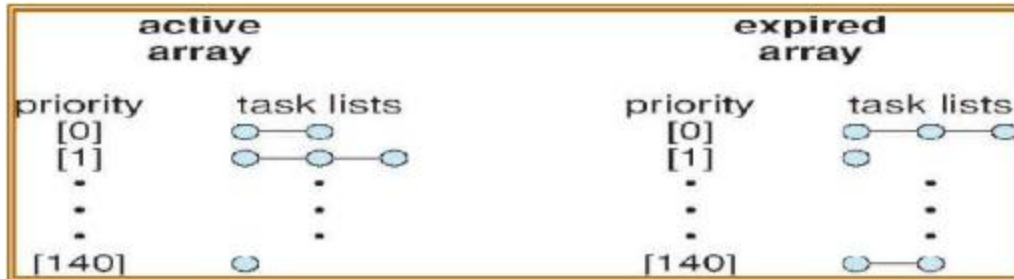 active expired
array array
priority task lists priority task lists
[0] [0]
[1] [1]
[140] [140]